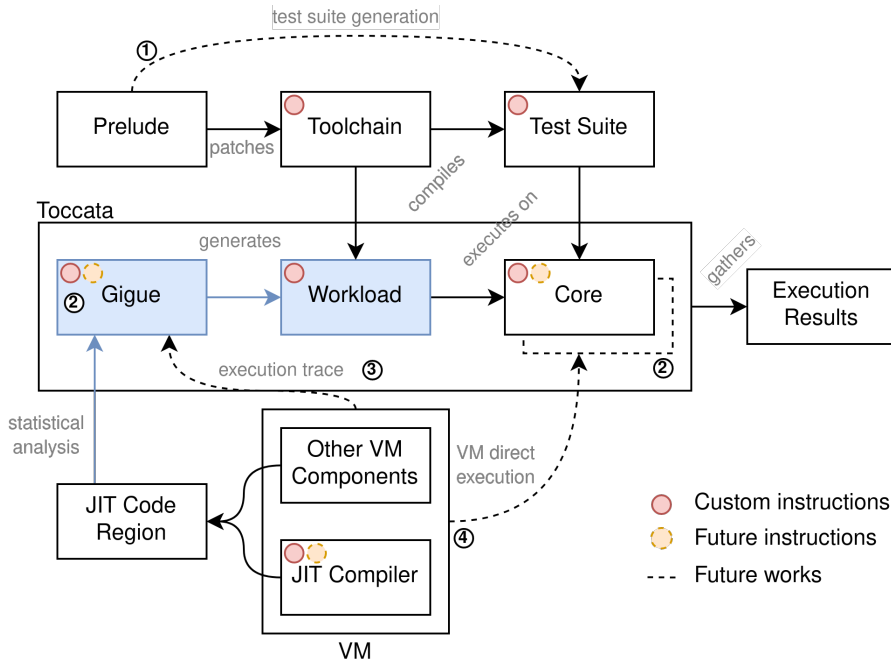 test suite generation
1
Prelude
patches
Toolchain
Test Suite
compiles
executes on
Toccata
generates
gathers
2
Gigue
Workload
Core
Execution
Results
execution trace
3
2
statistical
analysis
Other VM
Components
VM direct
execution
JIT Code
Region
4
JIT Compiler
VM
Custom instructions
Future instructions
Future works